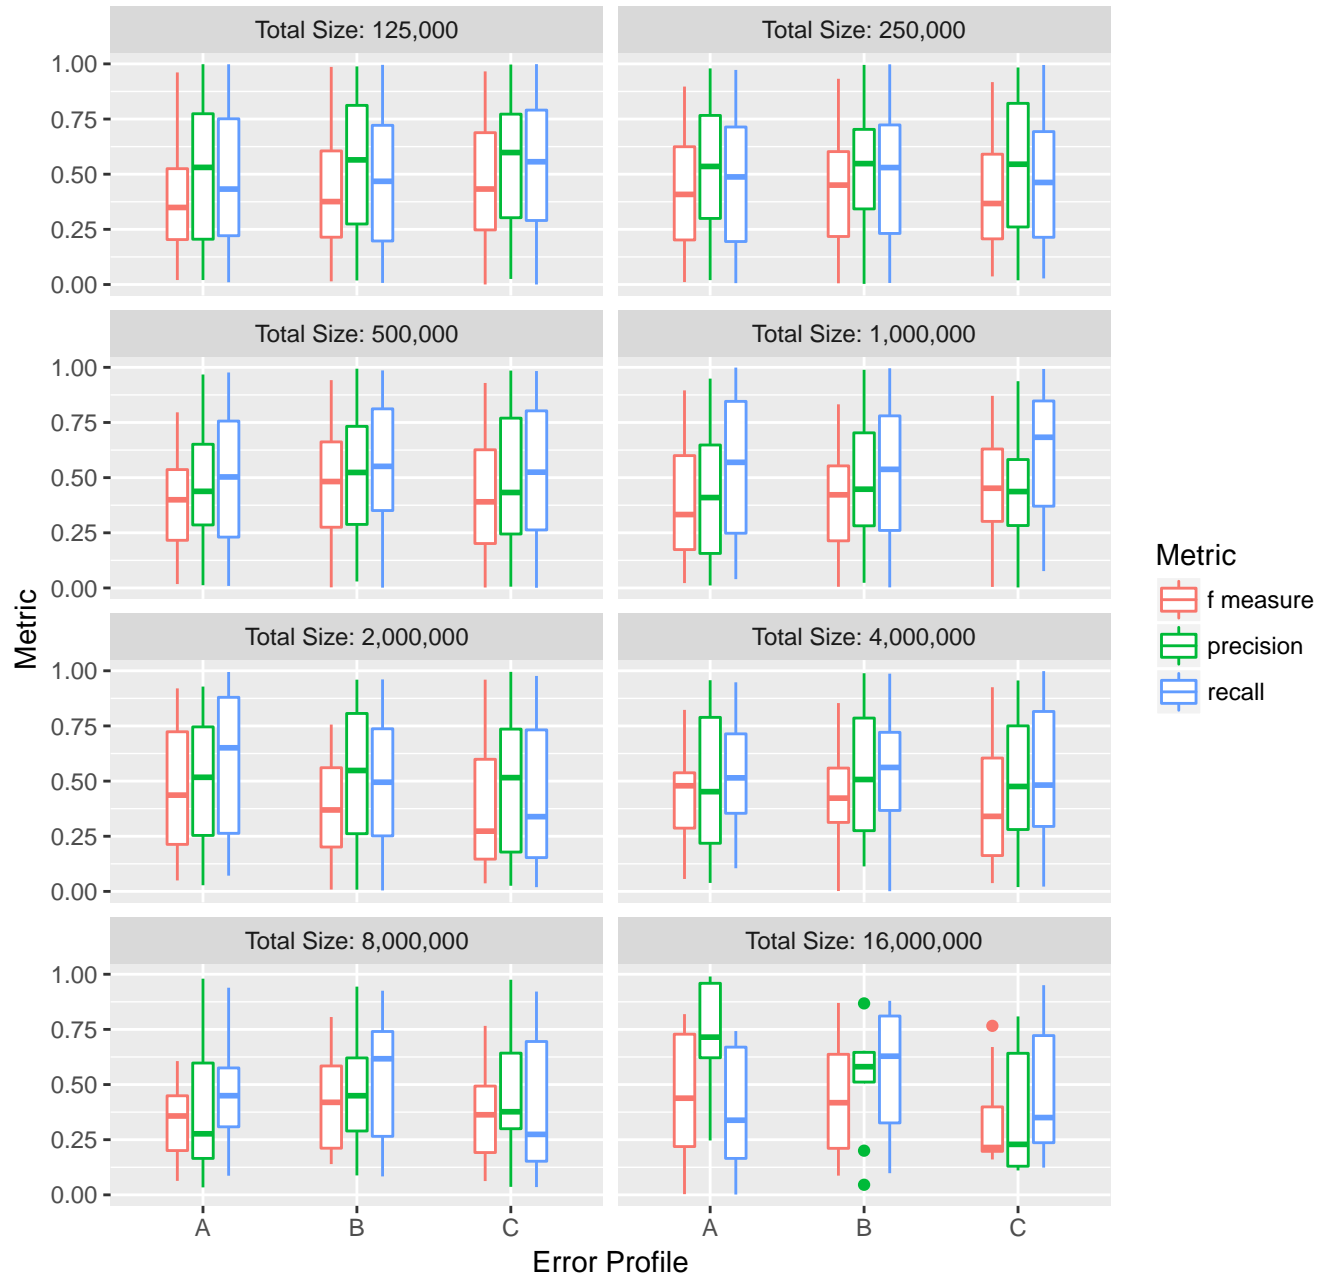 Total Size: 125,000
Total Size: 250,000
1.00
0.75
0.50
0.25
0.00
Total Size: 500,000
Total Size: 1,000,000
1.00
0.75
0.50
0.25
0.00
Total Size: 2,000,000
Total Size: 4,000,000
1.00
0.75
0.50
0.25
0.00
Total Size: 8,000,000
Total Size: 16,000,000
1.00
0.75
0.50
0.25
0.00
A
B
C
A
B
C
Error Profile
Metric
Metric
f measure
precision
recall